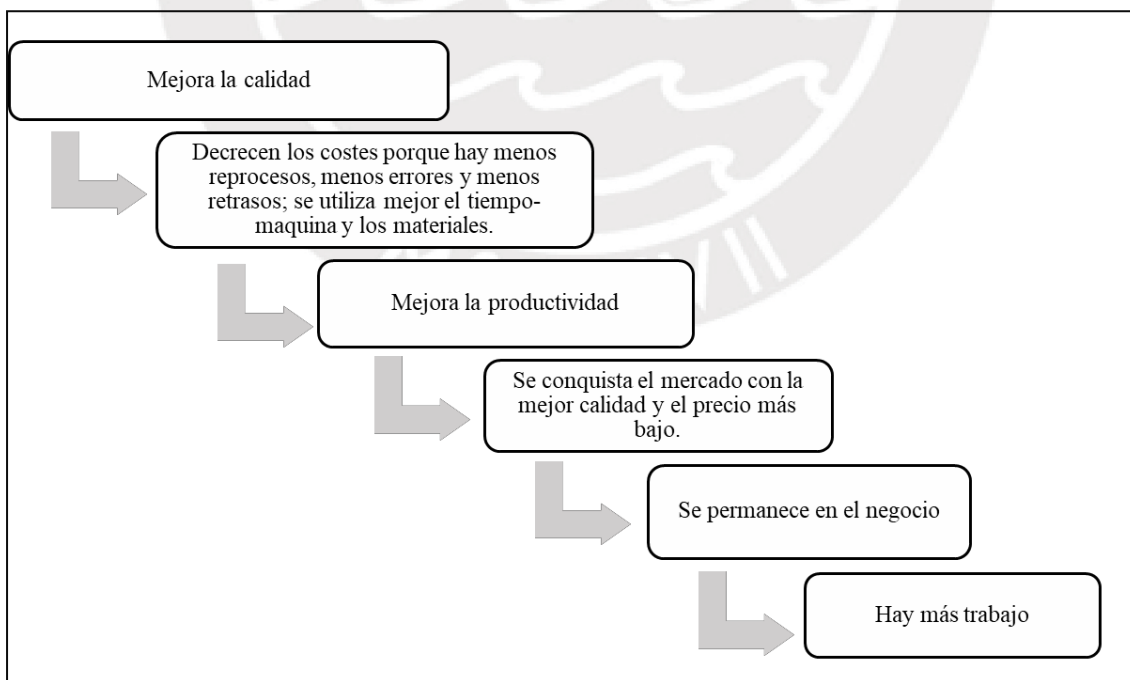 Mejora la calidad
Decrecen los costes porque hay menos
reprocesos, menos errores y menos
retrasos; se utiliza mejor el tiempo-
maquina y los materiales.
Mejora la productividad
Se conquista el mercado con la
mejor calidad y el precio más
bajo.
Se permanece en el negocio
Hay más trabajo